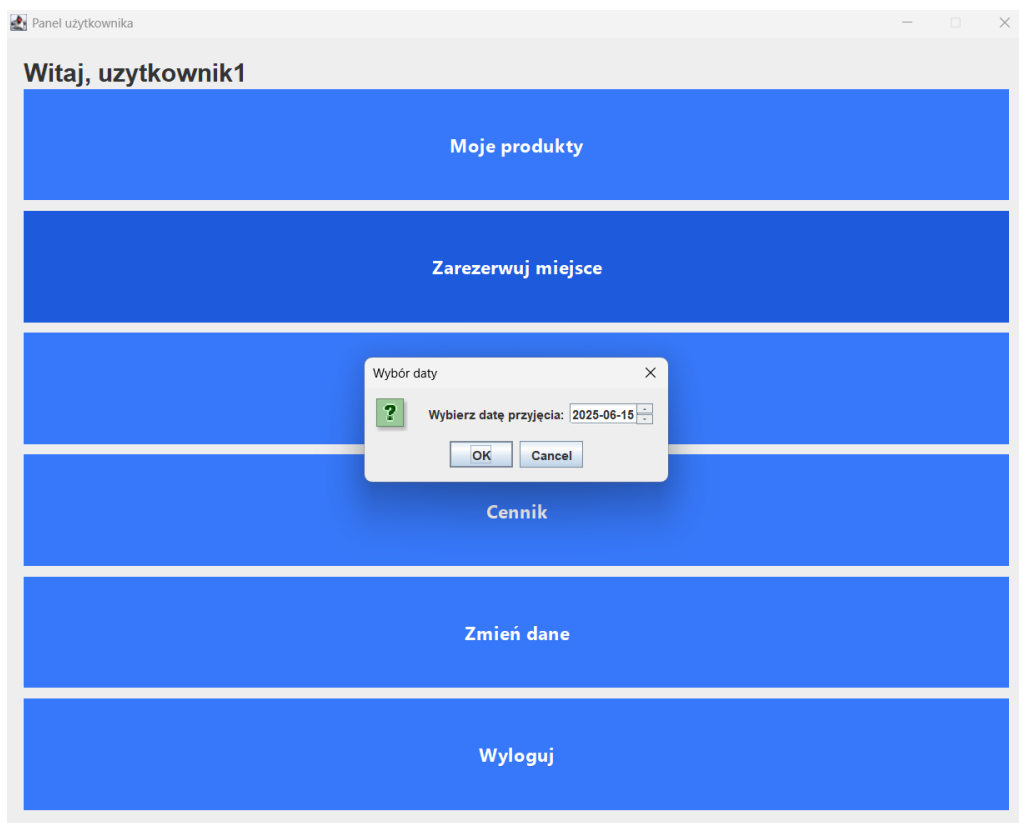 Panel użytkownika
Witaj, uzytkownik1
Moje produkty
Zarezerwuj miejsce
Wybór daty
?
Wybierz datę przyjęcia: 2025-06-15
OK Cancel
Cennik
Zmień dane
Wyloguj